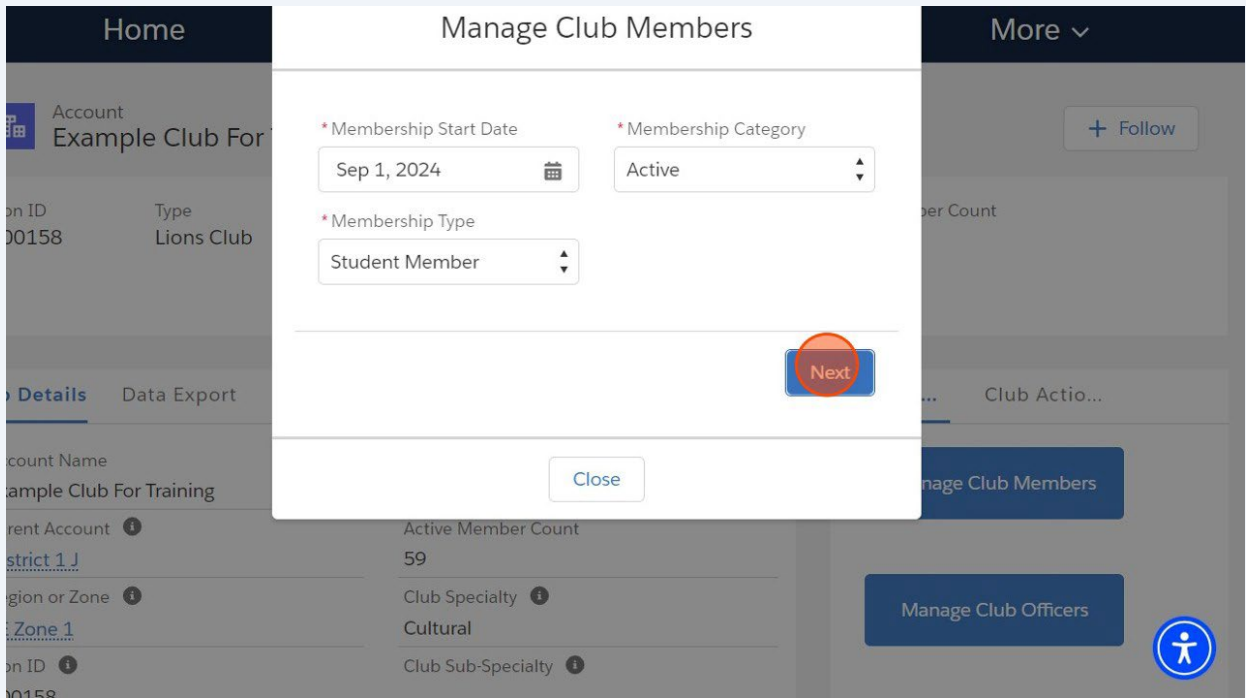 Home
Manage Club Members
More
Account
Example Club For
+ Follow
*Membership Start Date
*Membership Category
Sep 1, 2024
Active
on ID
Type
ber Count
00158
Lions Club
*Membership Type
Student Member
Next
Details
Data Export
...
Club Actio...
ccount Name
ample Club For Training
Close
nage Club Members
rent Account
Active Member Count
strict 1 J
59
gion or Zone
Club Specialty
Zone 1
Cultural
Manage Club Officers
on ID
Club Sub-Specialty
00158